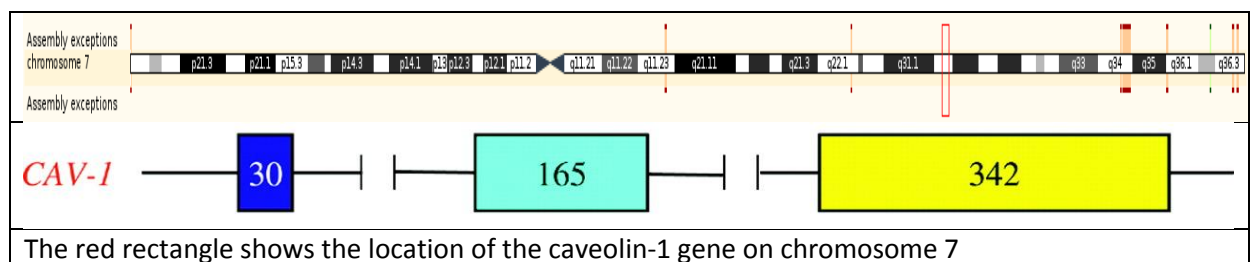 Assembly exceptions
chromosome 7
p21.3 p21.1 p15.3 p14.3 p14.1 p13 p12.3 p12.1 p11.2 q11.21 q11.22 q11.23 q21.11 q21.3 q22.1 q31.1 q33 q34 q35 q36.1 q36.3
Assembly exceptions
CAV-1 30 165 342
The red rectangle shows the location of the caveolin-1 gene on chromosome 7